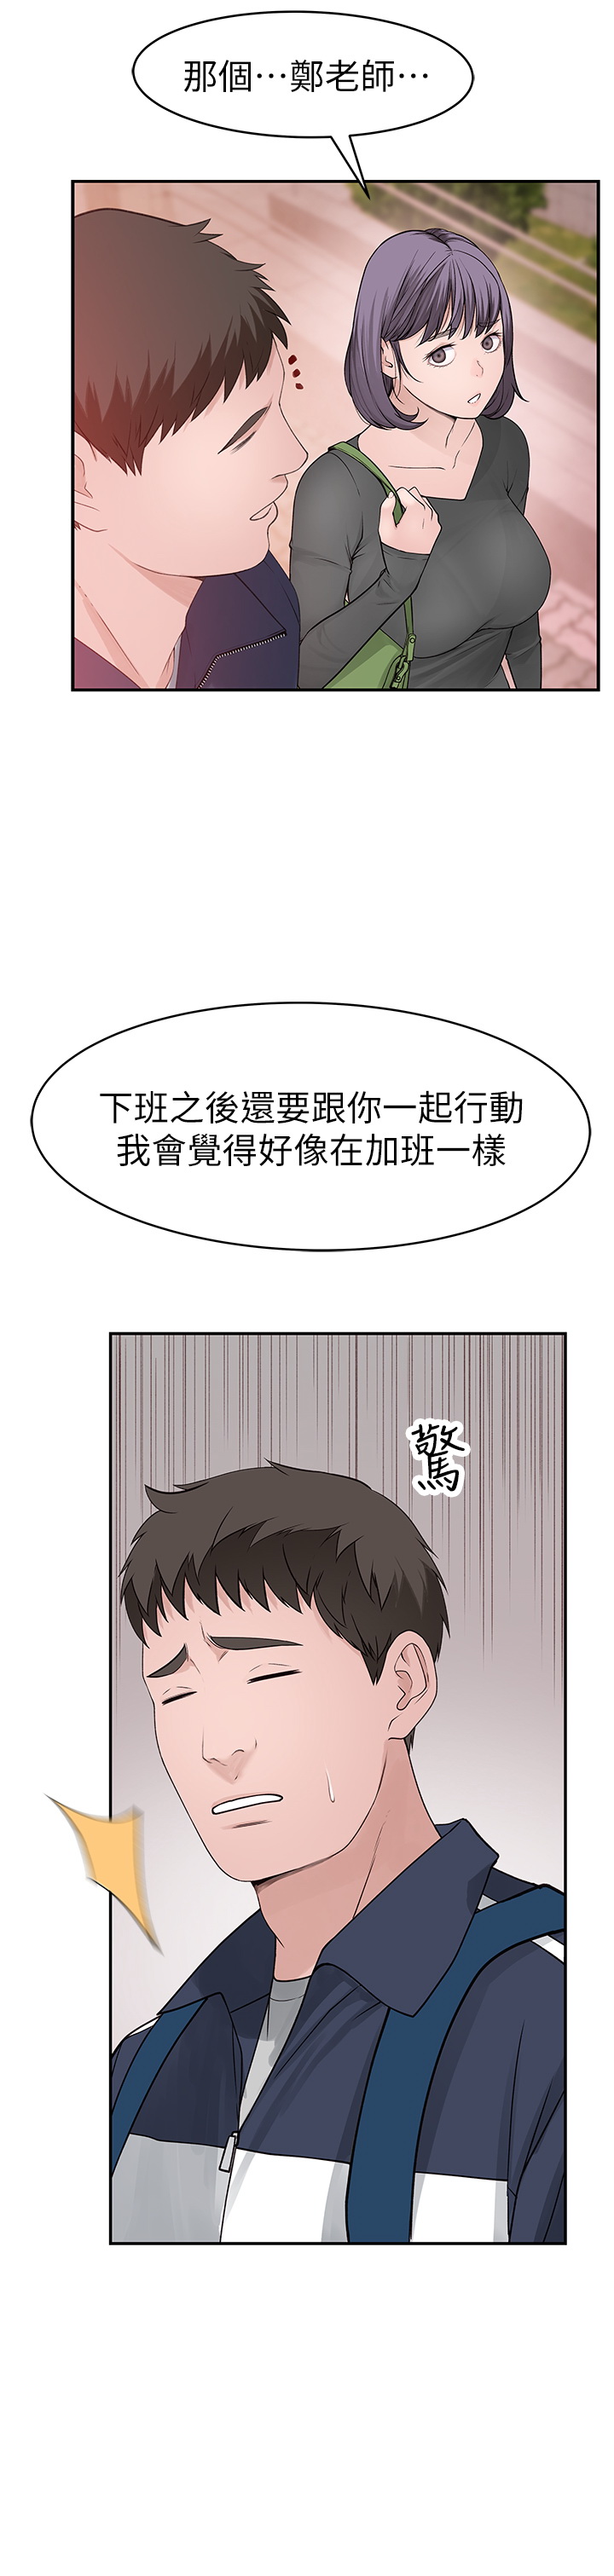 那個⋯鄭老師⋯
下班之後還要跟你一起行動
我會覺得好像在加班一樣
驚